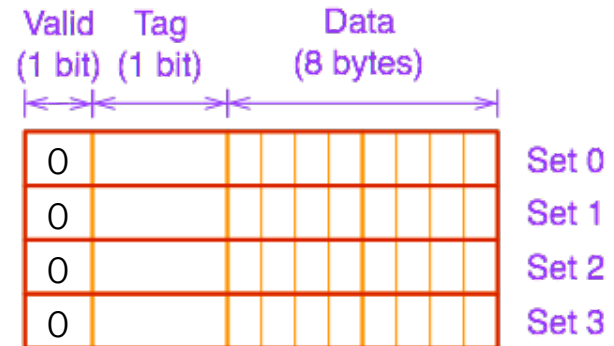 Valid Tag Data
(1 bit) (1 bit) (8 bytes)
0 Set 0
0 Set 1
0 Set 2
0 Set 3